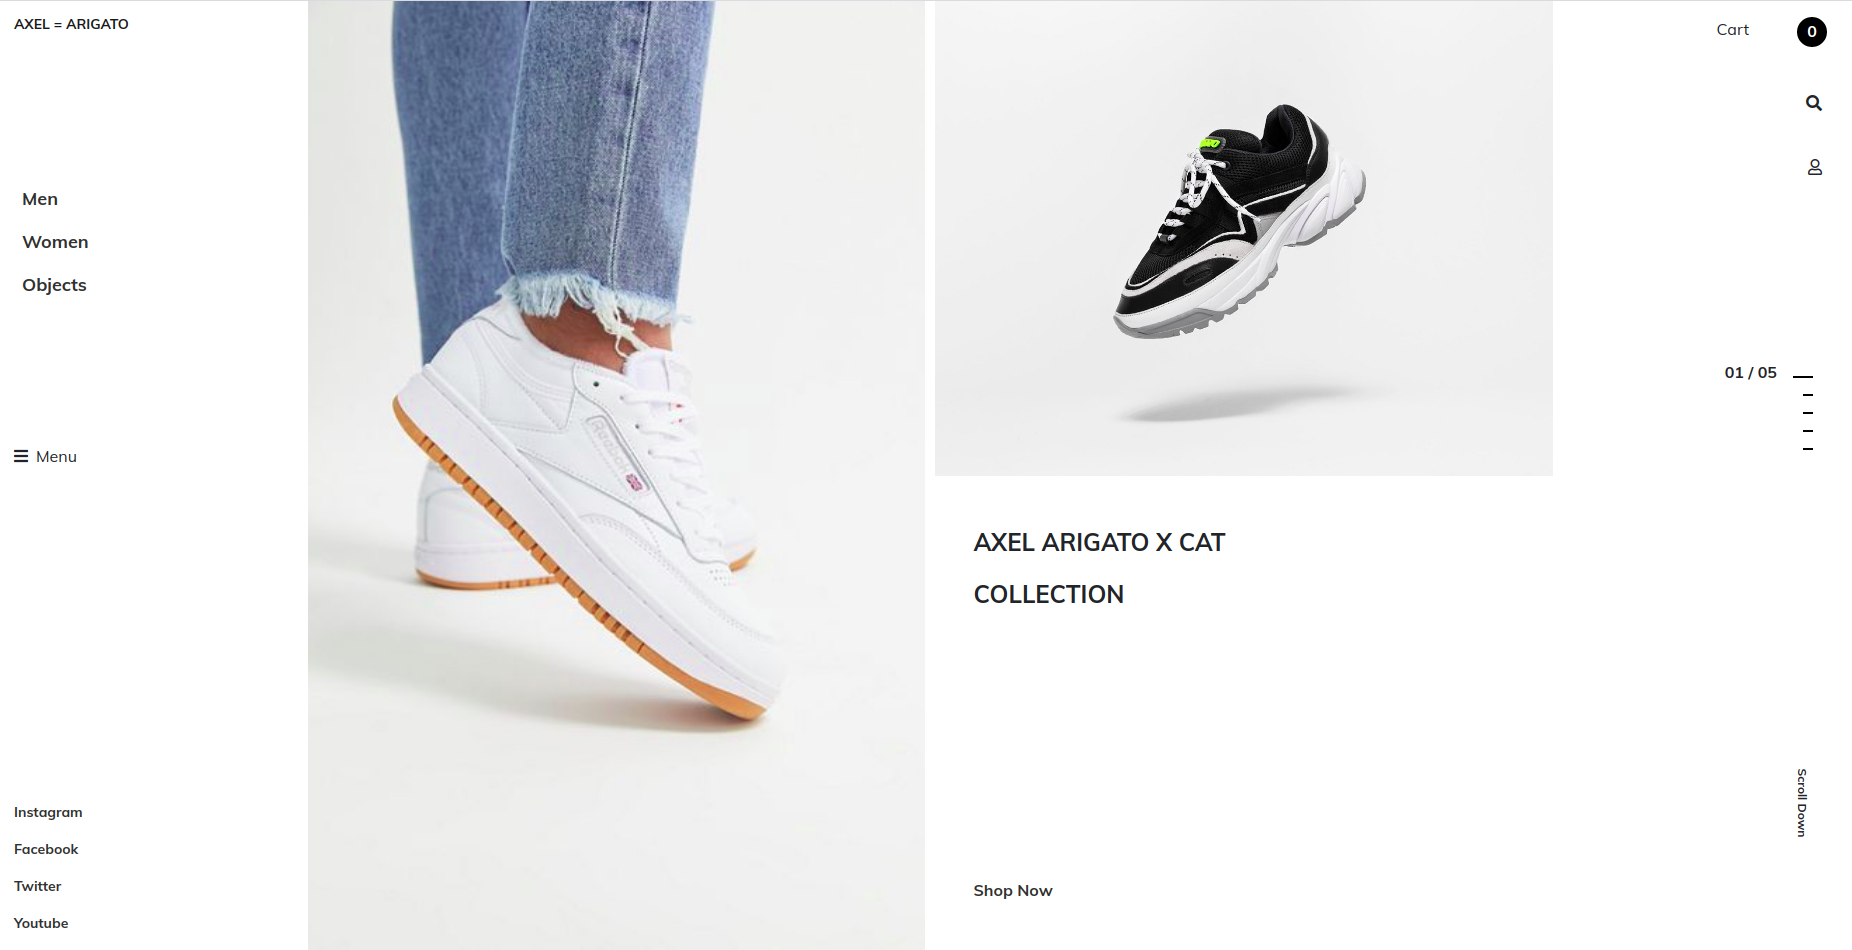 AXEL = ARIGATO
Men
Women
Objects
Menu
Instagram
Facebook
Twitter
Youtube
Reebok
AXEL ARIGATO X CAT
COLLECTION
Shop Now
Cart
0
01 / 05
Scroll Down